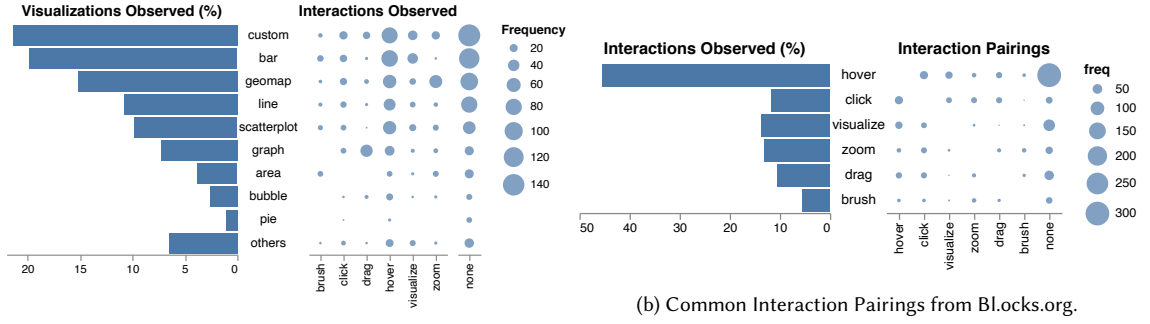 Visualizations Observed (%)
Interactions Observed
custom
bar
geomap
line
scatterplot
graph
area
bubble
pie
others
20
15
10
5
0
brush
click
drag
hover
visualize
zoom
none
Frequency
20
40
60
80
100
120
140
Interactions Observed (%)
Interaction Pairings
hover
click
visualize
zoom
drag
brush
50
40
30
20
10
0
hover
click
visualize
zoom
drag
brush
none
freq
50
100
150
200
250
300
(b) Common Interaction Pairings from Bl.ocks.org.